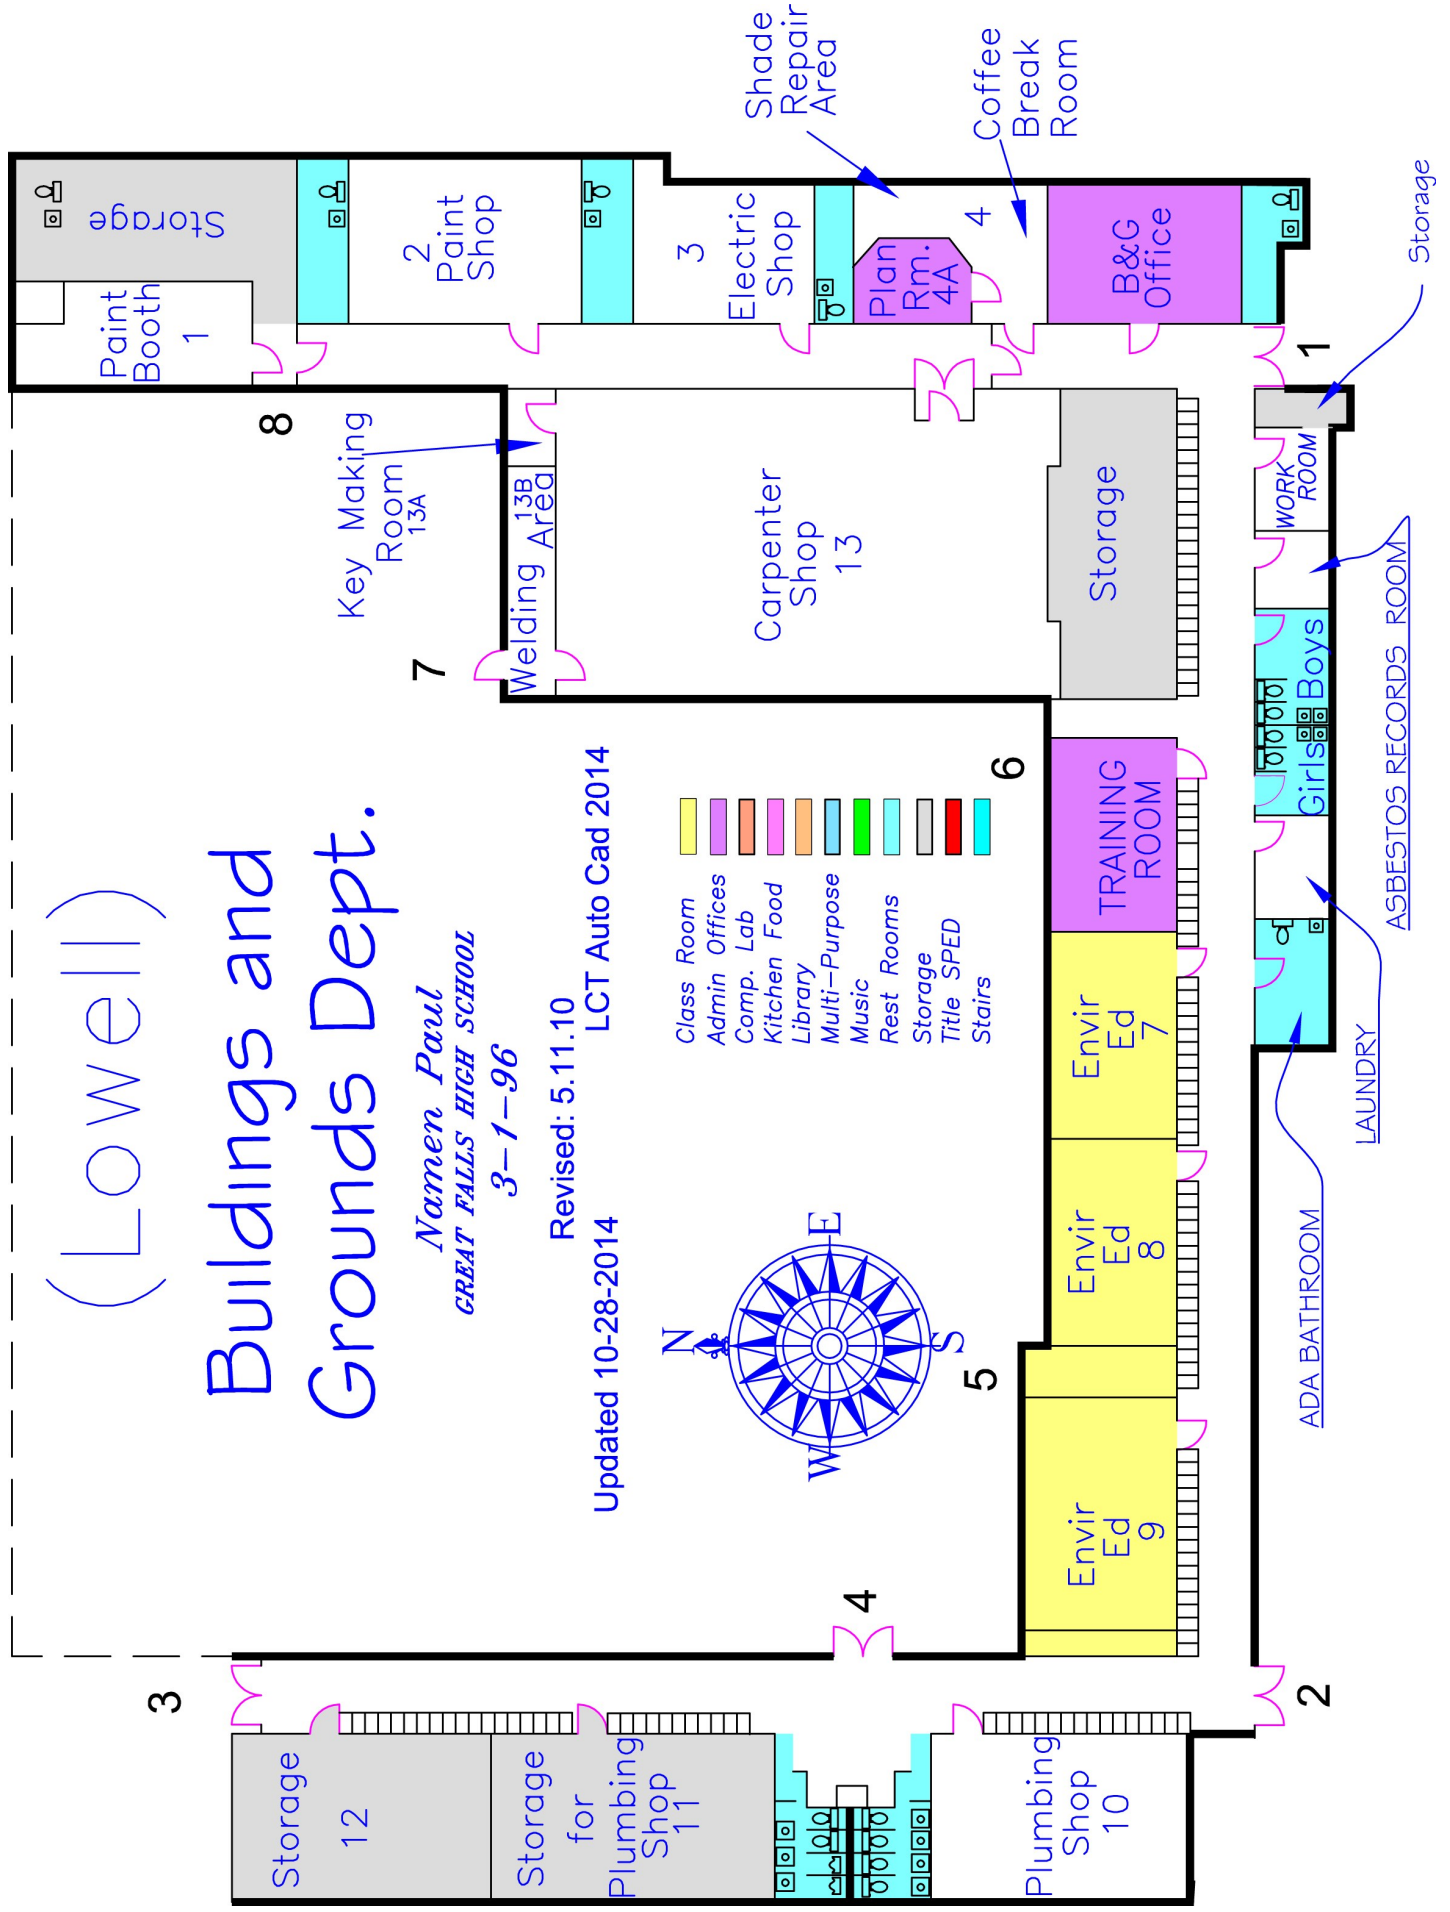 (Lowell)
Buildings and
Grounds Dept.
Namen Paul
GREAT FALLS HIGH SCHOOL
3-1-96
Revised: 5.11.10
LCT Auto Cad 2014
Updated 10-28-2014
N
E
S
W
Class Room
Admin Offices
Comp. Lab
Kitchen Food
Library
Multi-Purpose
Music
Rest Rooms
Storage
Title SPED
Stairs
Storage
Paint
Booth
1
2
Paint
Shop
3
Electric
Shop
Shade
Repair
Area
Plan
Rm.
4A
4
Coffee
Break
Room
B&G
Office
8
Key Making
Room
13A
Welding Area
13B
7
Carpenter
Shop
13
Storage
1
Storage
WORK
ROOM
ASBESTOS RECORDS ROOM
Boys
Girls
LAUNDRY
ADA BATHROOM
6
TRAINING
ROOM
Envir
Ed
7
Envir
Ed
8
5
Envir
Ed
9
4
3
2
Storage
12
Storage
for
Plumbing
Shop
11
Plumbing
Shop
10